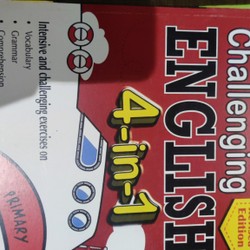 Challenging
ENGLISH
Edition
4-in-1
Intensive and challenging exercises on
• Vocabulary
• Grammar
• Comprehension
PRIMARY